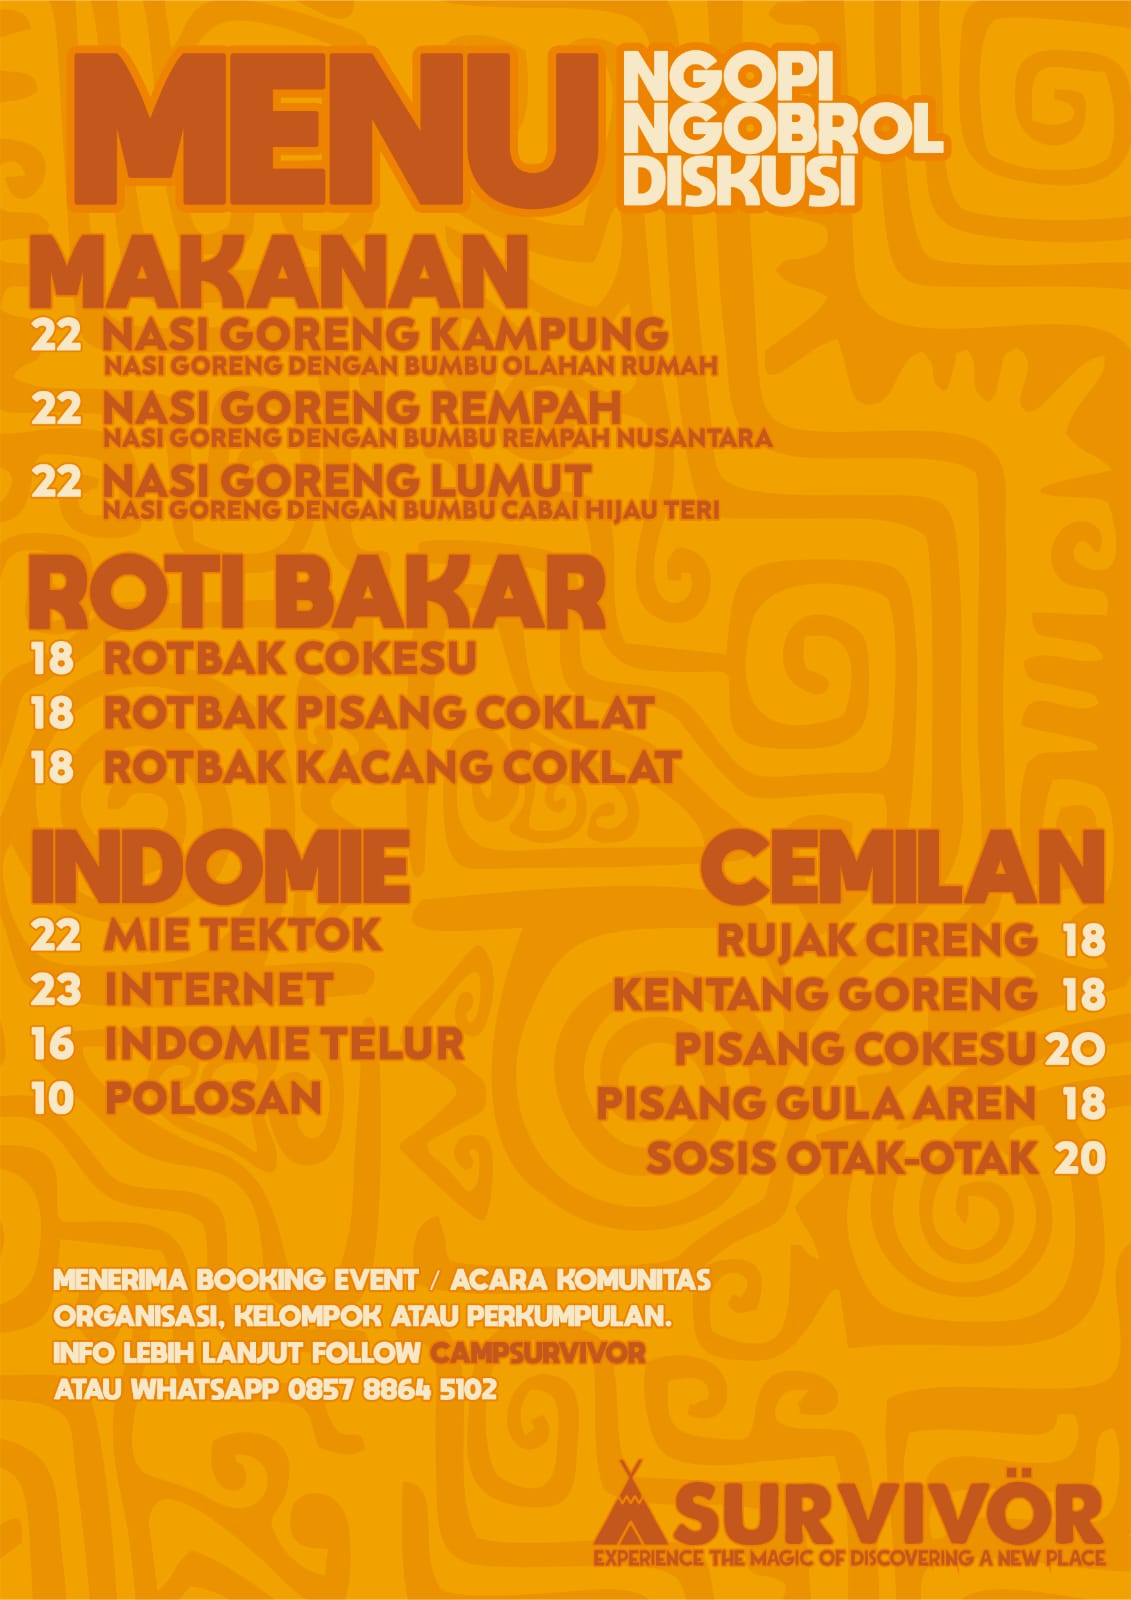 MENU
NGOPI
NGOBROL
DISKUSI
MAKANAN
22 NASI GORENG KAMPUNG
NASI GORENG DENGAN BUMBU OLAHAN RUMAH
22 NASI GORENG REMPAH
NASI GORENG DENGAN BUMBU REMPAH NUSANTARA
22 NASI GORENG LUMUT
NASI GORENG DENGAN BUMBU CABAI HIJAU TERI
ROTI BAKAR
18 ROTBAK COKESU
18 ROTBAK PISANG COKLAT
18 ROTBAK KACANG COKLAT
INDOMIE
22 MIE TEKTOK
23 INTERNET
16 INDOMIE TELUR
10 POLOSAN
CEMILAN
RUJAK CIRENG 18
KENTANG GORENG 18
PISANG COKESU 20
PISANG GULA AREN 18
SOSIS OTAK-OTAK 20
MENERIMA BOOKING EVENT / ACARA KOMUNITAS
ORGANISASI, KELOMPOK ATAU PERKUMPULAN.
INFO LEBIH LANJUT FOLLOW CAMPSURVIVOR
ATAU WHATSAPP 0857 8864 5102
SURVIVÖR
EXPERIENCE THE MAGIC OF DISCOVERING A NEW PLACE